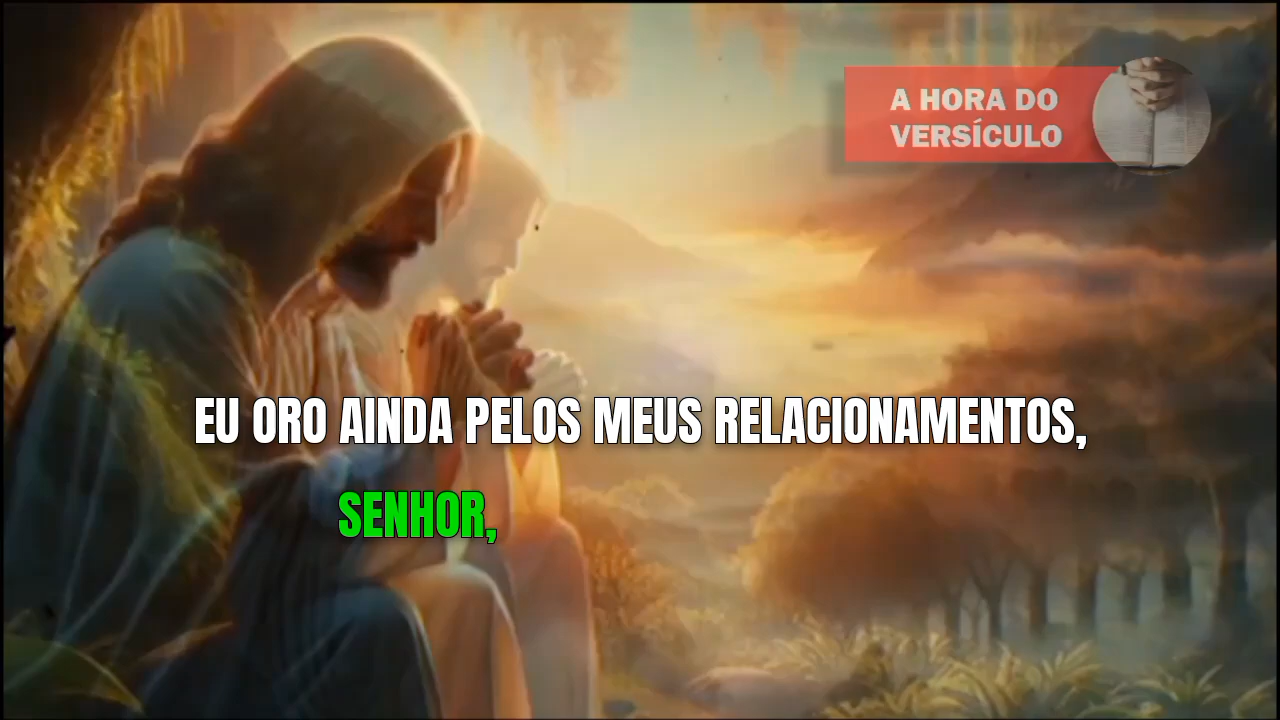 A HORA DO
VERSÍCULO
EU ORO AINDA PELOS MEUS RELACIONAMENTOS,
SENHOR,